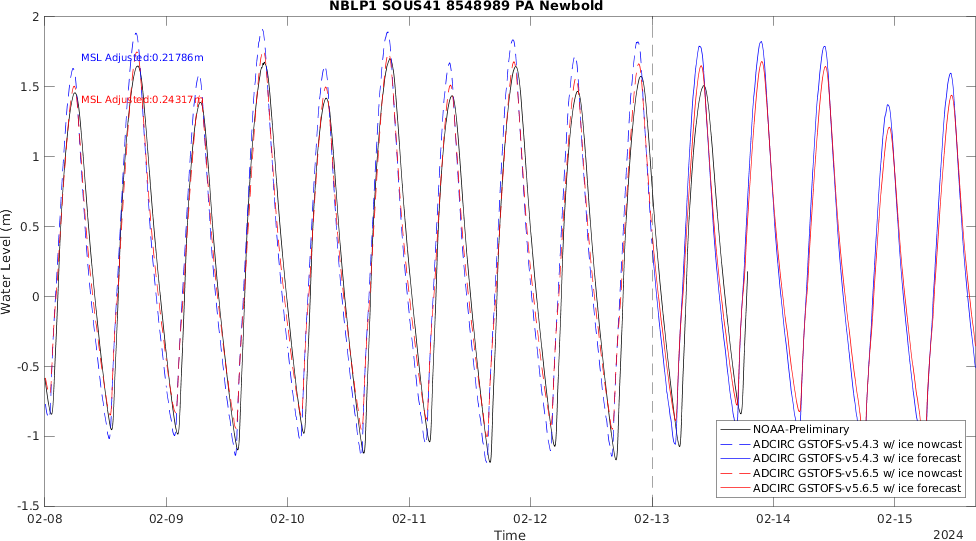 NBLP1 SOUS41 8548989 PA Newbold
2
1.5
1
0.5
0
-0.5
-1
-1.5
Water Level (m)
MSL Adjusted:0.21786m
MSL Adjusted:0.24317m
NOAA-Preliminary
ADCIRC GSTOFS-v5.4.3 w/ ice nowcast
ADCIRC GSTOFS-v5.4.3 w/ ice forecast
ADCIRC GSTOFS-v5.6.5 w/ ice nowcast
ADCIRC GSTOFS-v5.6.5 w/ ice forecast
02-08 02-09 02-10 02-11 02-12 02-13 02-14 02-15
Time
2024